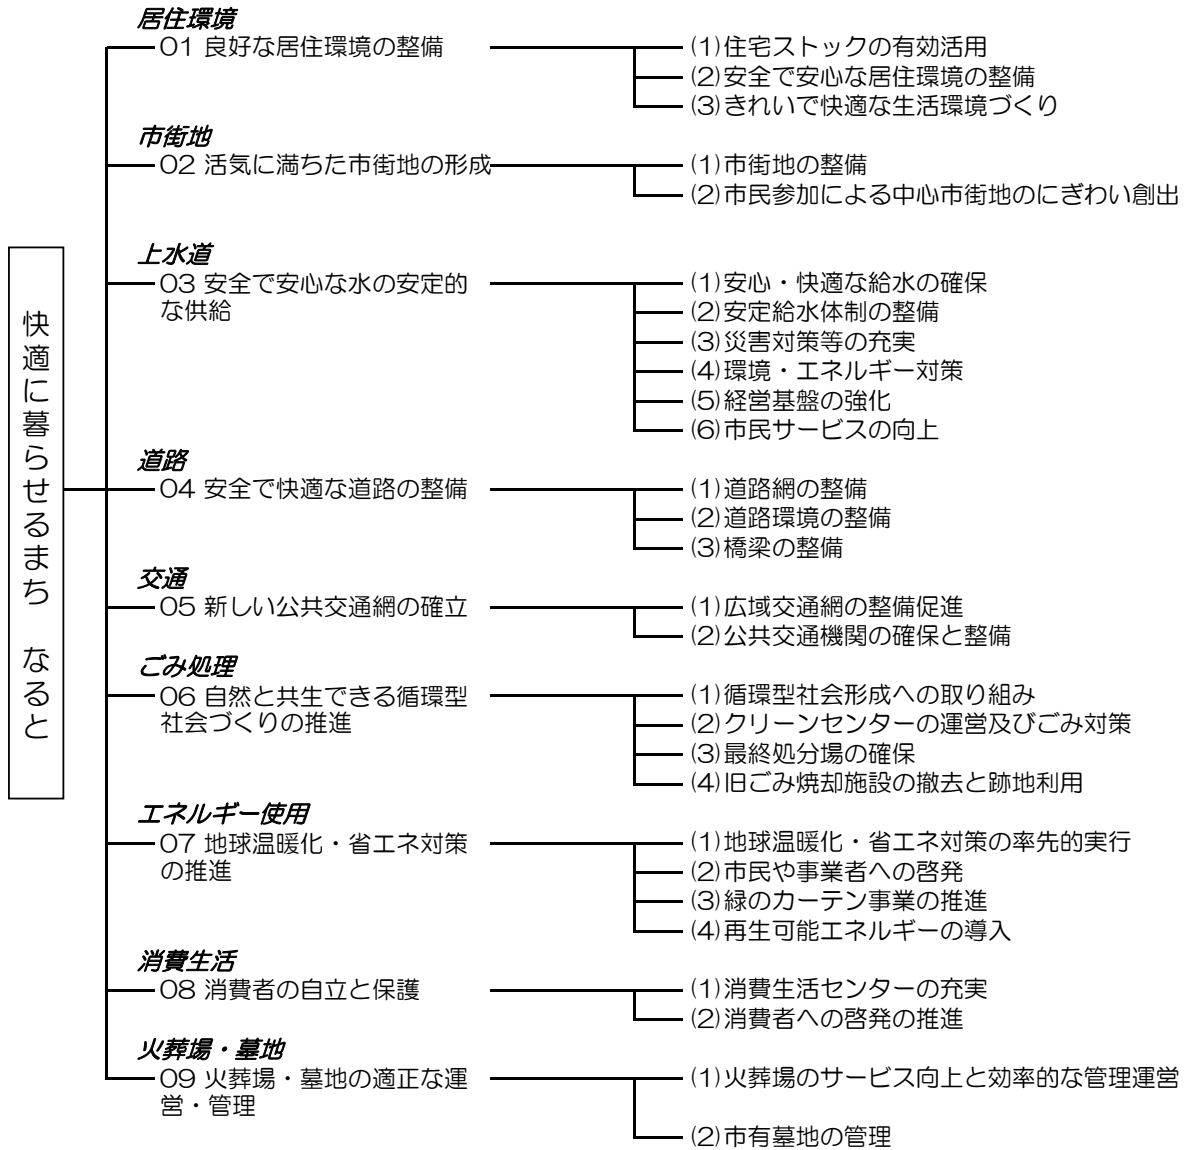 快適に暮らせるまち なると
居住環境
01 良好な居住環境の整備
(1)住宅ストックの有効活用
(2)安全で安心な居住環境の整備
(3)きれいで快適な生活環境づくり
市街地
02 活気に満ちた市街地の形成
(1)市街地の整備
(2)市民参加による中心市街地のにぎわい創出
上水道
03 安全で安心な水の安定的
な供給
(1)安心・快適な給水の確保
(2)安定給水体制の整備
(3)災害対策等の充実
(4)環境・エネルギー対策
(5)経営基盤の強化
(6)市民サービスの向上
道路
04 安全で快適な道路の整備
(1)道路網の整備
(2)道路環境の整備
(3)橋梁の整備
交通
05 新しい公共交通網の確立
(1)広域交通網の整備促進
(2)公共交通機関の確保と整備
ごみ処理
06 自然と共生できる循環型
社会づくりの推進
(1)循環型社会形成への取り組み
(2)クリーンセンターの運営及びごみ対策
(3)最終処分場の確保
(4)旧ごみ焼却施設の撤去と跡地利用
エネルギー使用
07 地球温暖化・省エネ対策
の推進
(1)地球温暖化・省エネ対策の率先的実行
(2)市民や事業者への啓発
(3)緑のカーテン事業の推進
(4)再生可能エネルギーの導入
消費生活
08 消費者の自立と保護
(1)消費生活センターの充実
(2)消費者への啓発の推進
火葬場・墓地
09 火葬場・墓地の適正な運
営・管理
(1)火葬場のサービス向上と効率的な管理運営
(2)市有墓地の管理